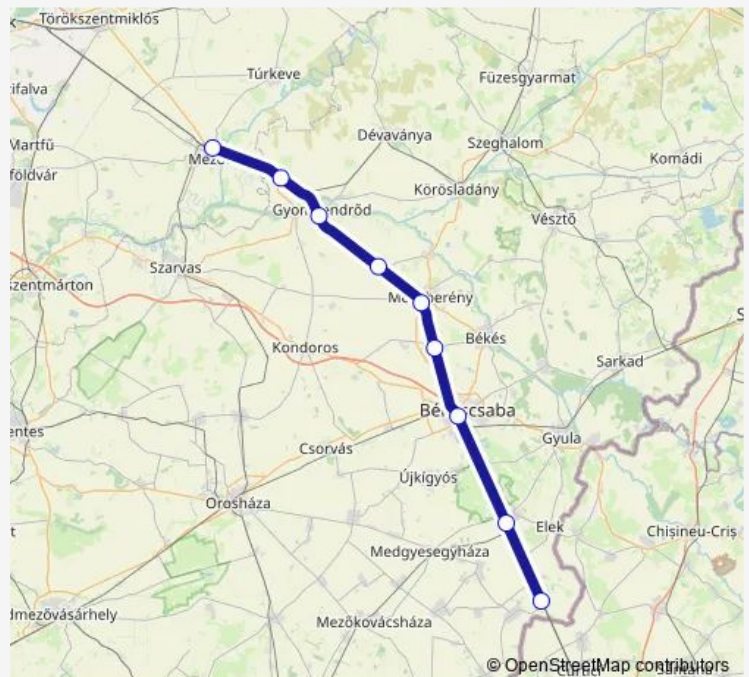 Törökszentmiklós
Túrkeve
Füzesgyarmat
Dévaványa
Martfű
Szeghalom
Komádi
Körösladány
Vésztő
Szarvas
Kondoros
Békés
Sarkad
Gyula
Csorvás
Újkígyós
Orosháza
Elek
Chișineu-Criș
Medgyesegyháza
Mezőkovácsháza
© OpenStreetMap contributors